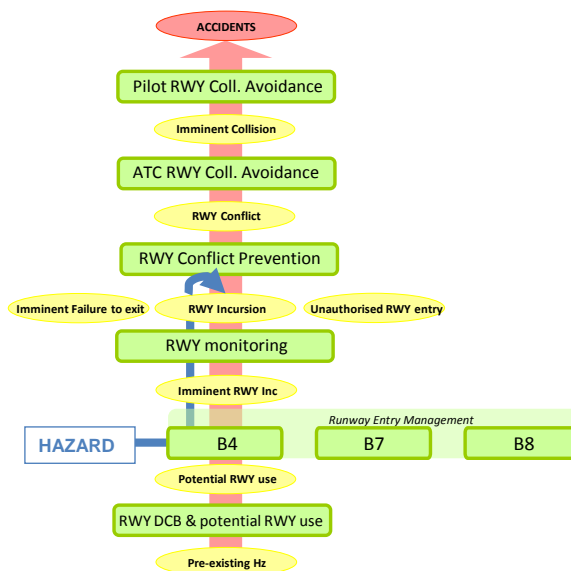 ACCIDENTS
Pilot RWY Coll. Avoidance
Imminent Collision
ATC RWY Coll. Avoidance
RWY Conflict
RWY Conflict Prevention
Imminent Failure to exit
RWY Incursion
Unauthorised RWY entry
RWY monitoring
Imminent RWY Inc
Runway Entry Management
HAZARD
B4
B7
B8
Potential RWY use
RWY DCB & potential RWY use
Pre-existing Hz